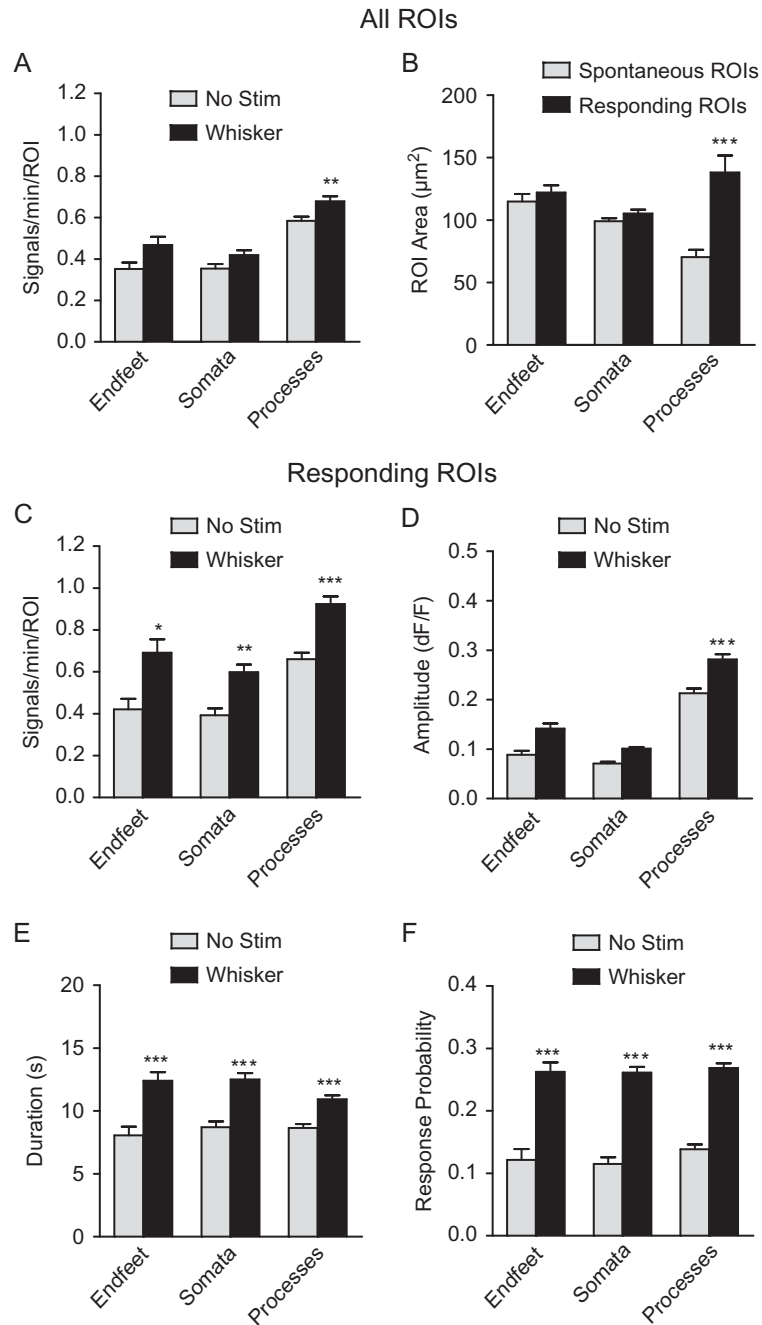 All ROIs
A
No Stim
Whisker
Signals/min/ROI
1.2
1.0
0.8
0.6
0.4
0.2
0.0
**
Endfeet
Somata
Processes
B
Spontaneous ROIs
Responding ROIs
ROI Area (µm²)
200
150
100
50
0
***
Endfeet
Somata
Processes
Responding ROIs
C
No Stim
Whisker
Signals/min/ROI
1.2
1.0
0.8
0.6
0.4
0.2
0.0
*
**
***
Endfeet
Somata
Processes
D
No Stim
Whisker
Amplitude (dF/F)
0.5
0.4
0.3
0.2
0.1
0.0
***
Endfeet
Somata
Processes
E
No Stim
Whisker
Duration (s)
20
15
10
5
0
***
***
***
Endfeet
Somata
Processes
F
No Stim
Whisker
Response Probability
0.4
0.3
0.2
0.1
0.0
***
***
***
Endfeet
Somata
Processes